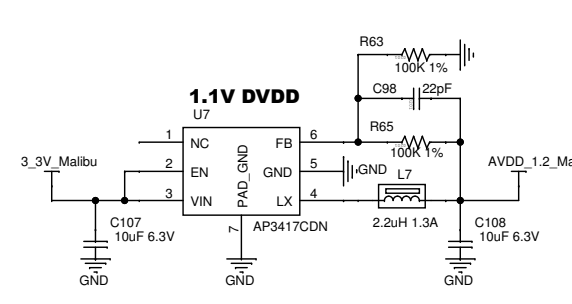 R63
100K 1%
C98
22pF
1.1V DVDD
U7
R65
100K 1%
1
NC
FB
6
3_3V_Malibu
2
EN
PAD_GND
GND
5
GND
L7
AVDD_1.2_Ma
3
VIN
LX
4
7
AP3417CDN
2.2uH 1.3A
C107
10uF 6.3V
C108
10uF 6.3V
GND
GND
GND